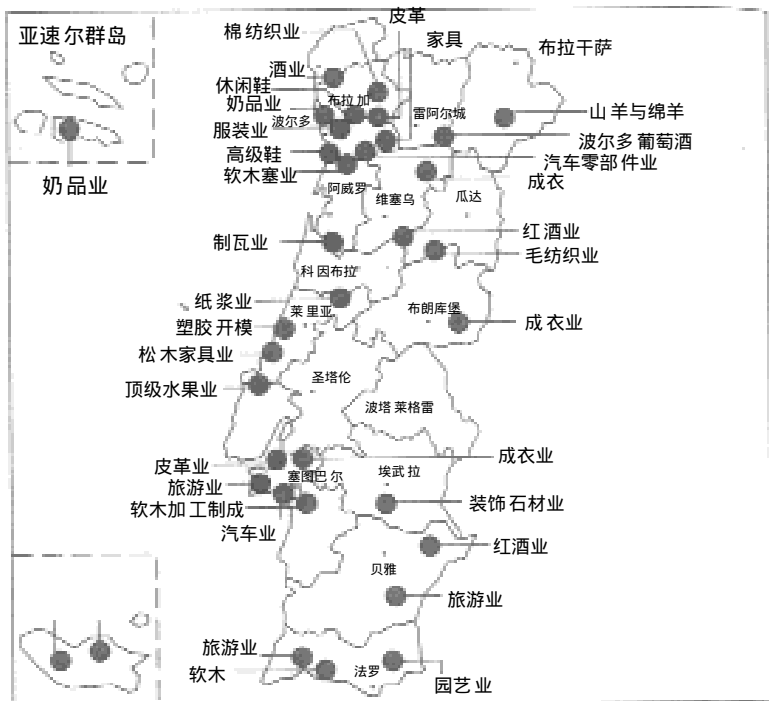 皮革
棉纺织业
家具
亚速尔群岛
布拉干萨
酒业
休闲鞋
奶品业
布拉加
雷阿尔城
山羊与绵羊
服装业
波尔多
波尔多葡萄酒
高级鞋
汽车零部件业
软木塞业
成衣
奶品业
阿威罗
维塞乌
瓜达
制瓦业
红酒业
毛纺织业
科因布拉
纸浆业
莱里亚
布朗库堡
塑胶开模
成衣业
松木家具业
顶级水果业
圣塔伦
波塔莱格雷
皮革业
成衣业
塞图巴尔
埃武拉
旅游业
软木加工制成
装饰石材业
汽车业
红酒业
贝雅
旅游业
旅游业
软木
法罗
园艺业